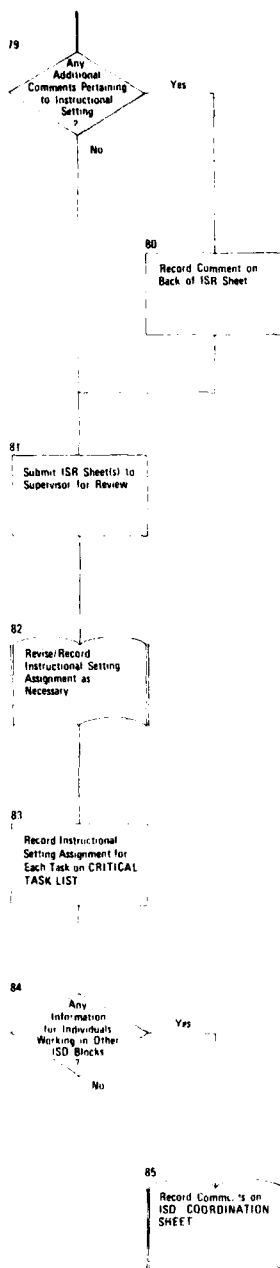 79
Any
Additional
Comments Pertaining
to Instructional
Setting
?
Yes
No
80
Record Comment on
Back of ISR Sheet
81
Submit ISR Sheet(s) to
Supervisor for Review
82
Revise/Record
Instructional Setting
Assignment as
Necessary
83
Record Instructional
Setting Assignment for
Each Task on CRITICAL
TASK LIST
84
Any
Information
for Individuals
Working in Other
ISD Blocks
?
Yes
No
85
Record Comments on
ISD COORDINATION
SHEET